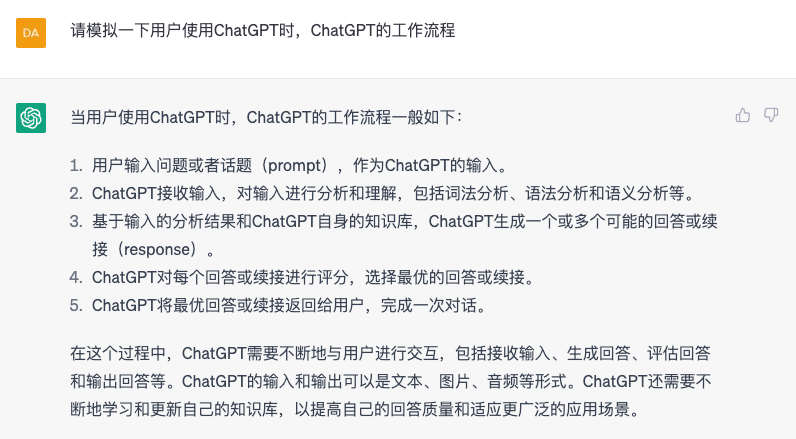 DA
请模拟一下用户使用ChatGPT时，ChatGPT的工作流程
当用户使用ChatGPT时，ChatGPT的工作流程一般如下：
1. 用户输入问题或者话题（prompt），作为ChatGPT的输入。
2. ChatGPT接收输入，对输入进行分析和理解，包括词法分析、语法分析和语义分析等。
3. 基于输入的分析结果和ChatGPT自身的知识库，ChatGPT生成一个或多个可能的回答或续
接（response）。
4. ChatGPT对每个回答或续接进行评分，选择最优的回答或续接。
5. ChatGPT将最优回答或续接返回给用户，完成一次对话。
在这个过程中，ChatGPT需要不断地与用户进行交互，包括接收输入、生成回答、评估回答
和输出回答等。ChatGPT的输入和输出可以是文本、图片、音频等形式。ChatGPT还需要不
断地学习和更新自己的知识库，以提高自己的回答质量和适应更广泛的应用场景。